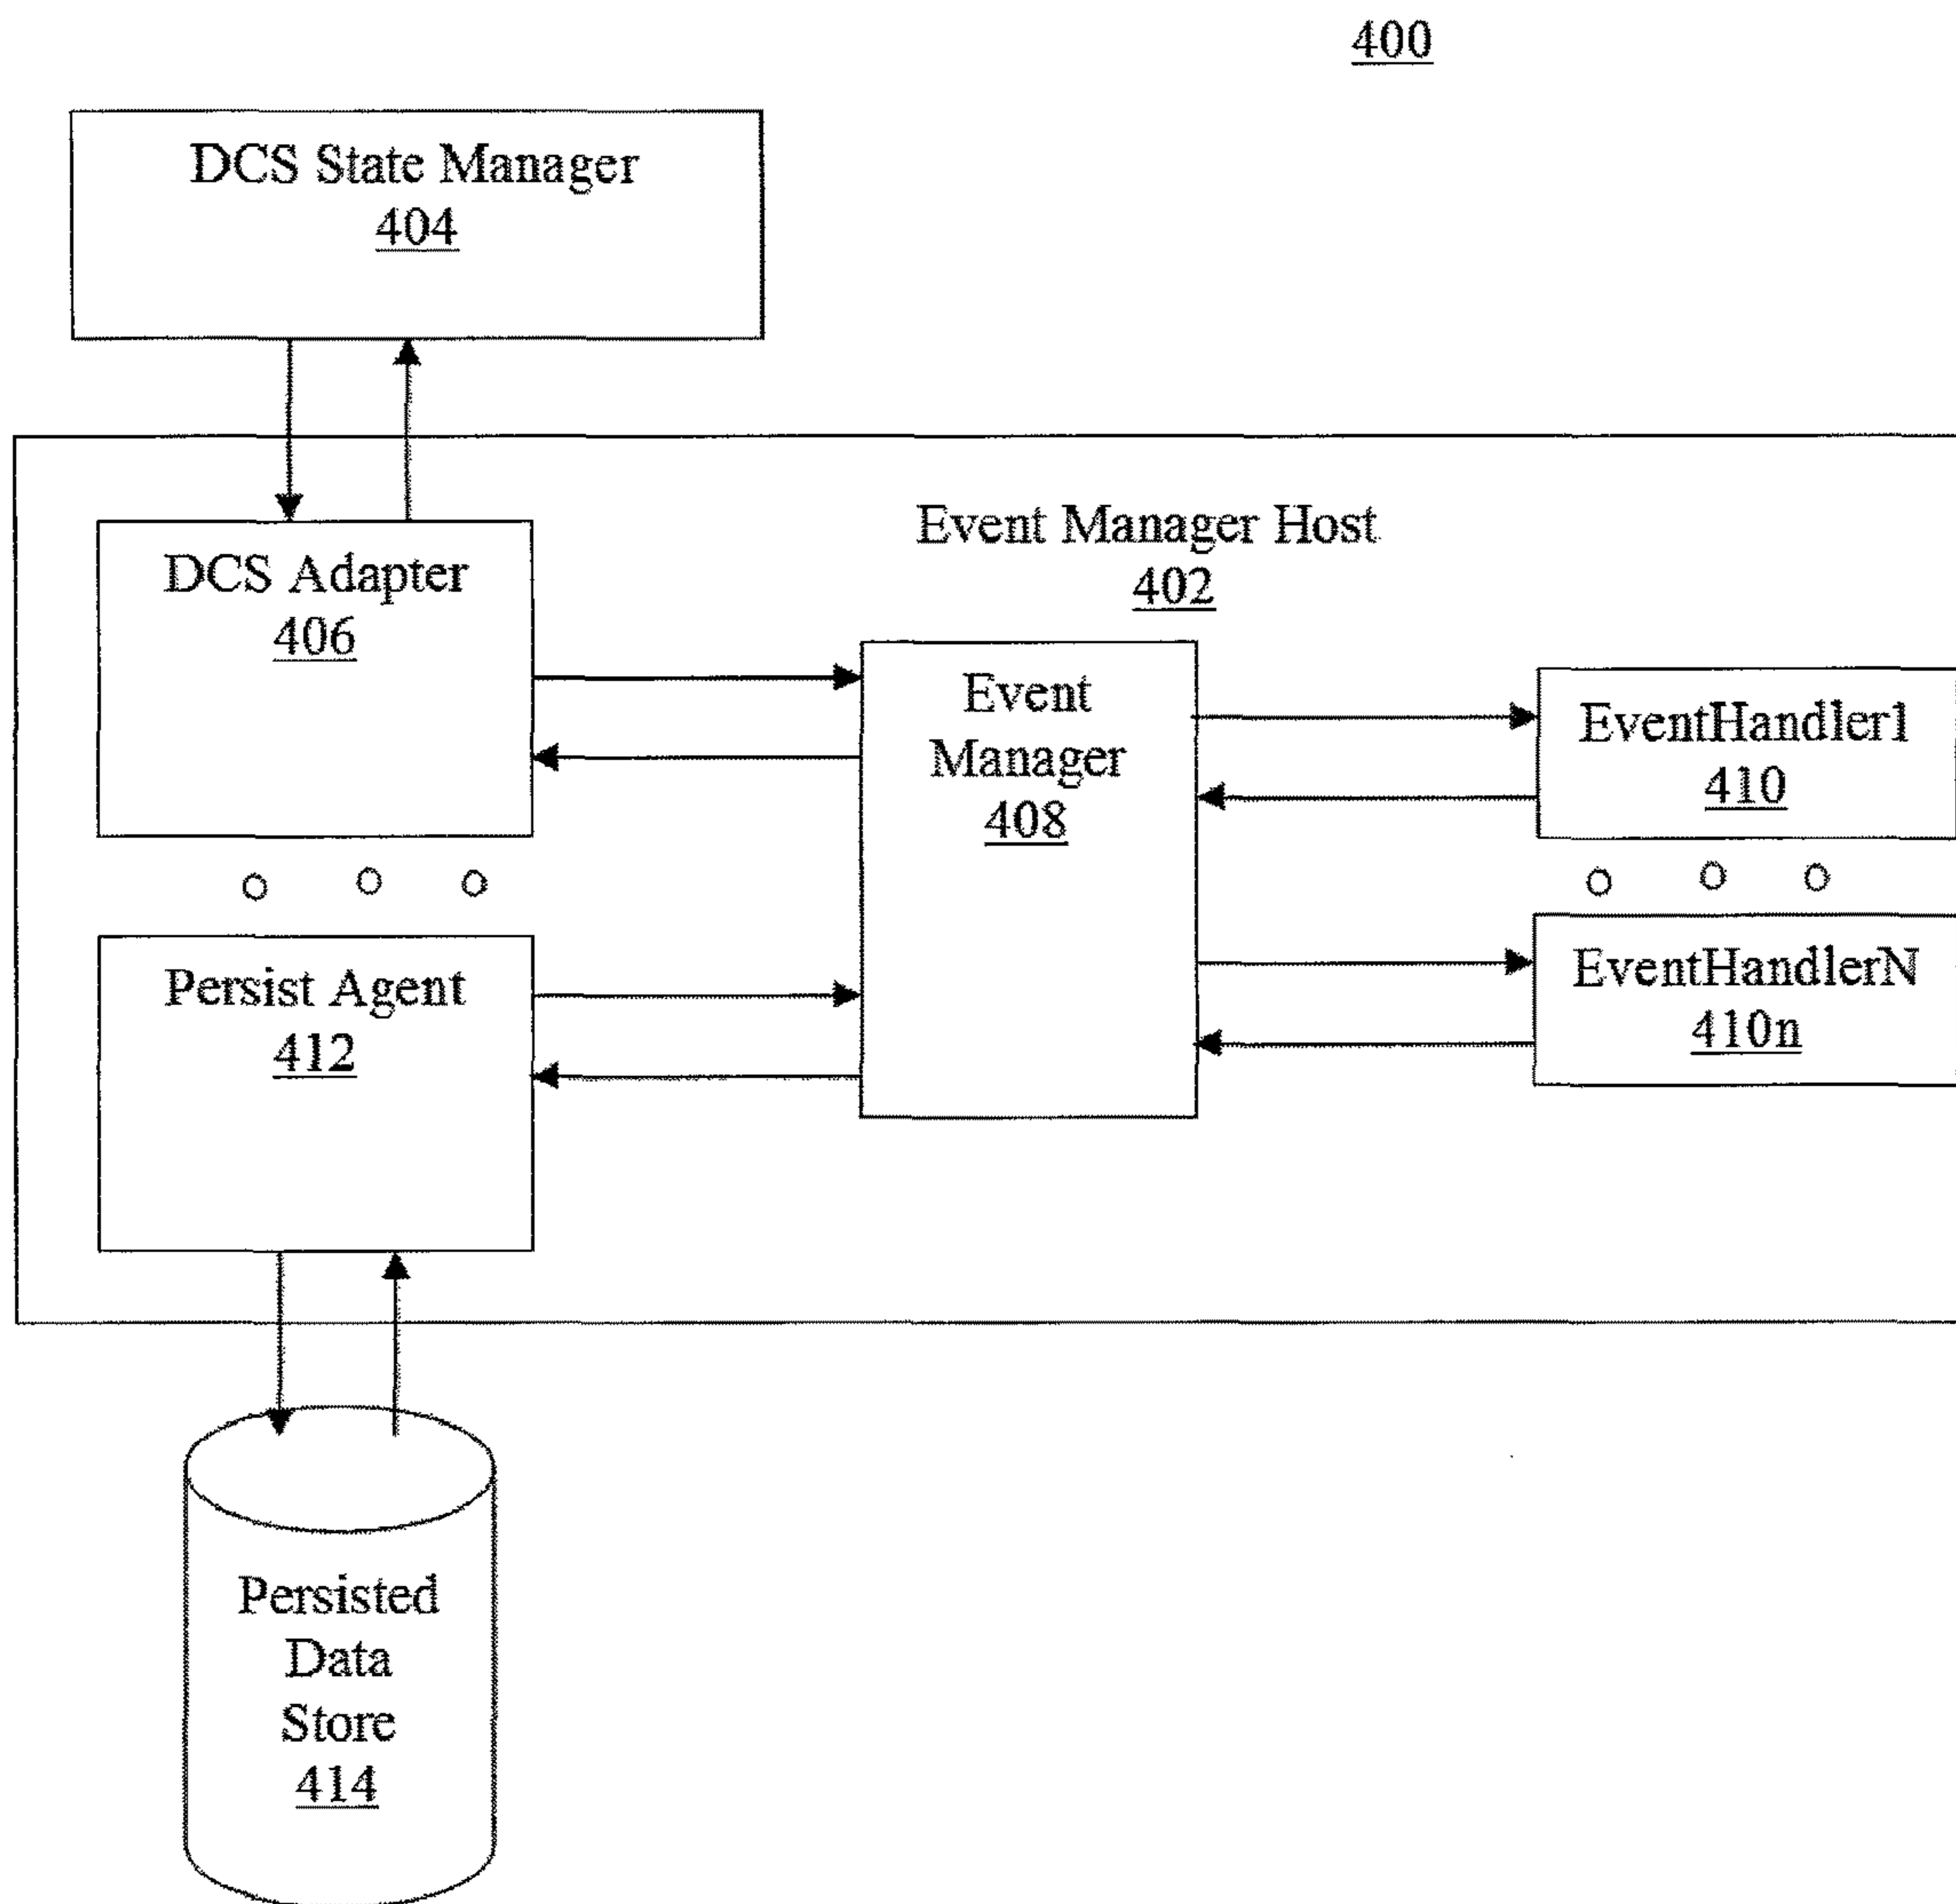 400
DCS State Manager
404
Event Manager Host
402
DCS Adapter
406
Event
Manager
408
EventHandler1
410
Persist Agent
412
EventHandlerN
410n
Persisted
Data
Store
414